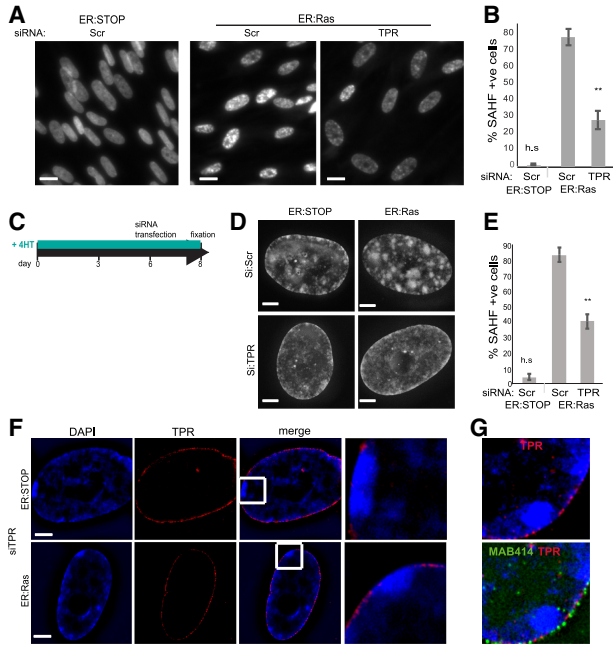 A
ER:STOP
ER:Ras
siRNA:
Scr
Scr
TPR
B
% SAHF +ve cells
80
70
60
50
40
30
20
10
0
h.s
**
siRNA: Scr Scr TPR
ER:STOP ER:Ras
C
+ 4HT
siRNA
transfection
fixation
day 0 3 6 8
D
ER:STOP ER:Ras
Si:Scr
Si:TPR
E
% SAHF +ve cells
90
80
70
60
50
40
30
20
10
0
h.s
**
siRNA: Scr Scr TPR
ER:STOP ER:Ras
F
DAPI TPR merge
siTPR
ER:STOP
ER:Ras
G
TPR
MAB414 TPR